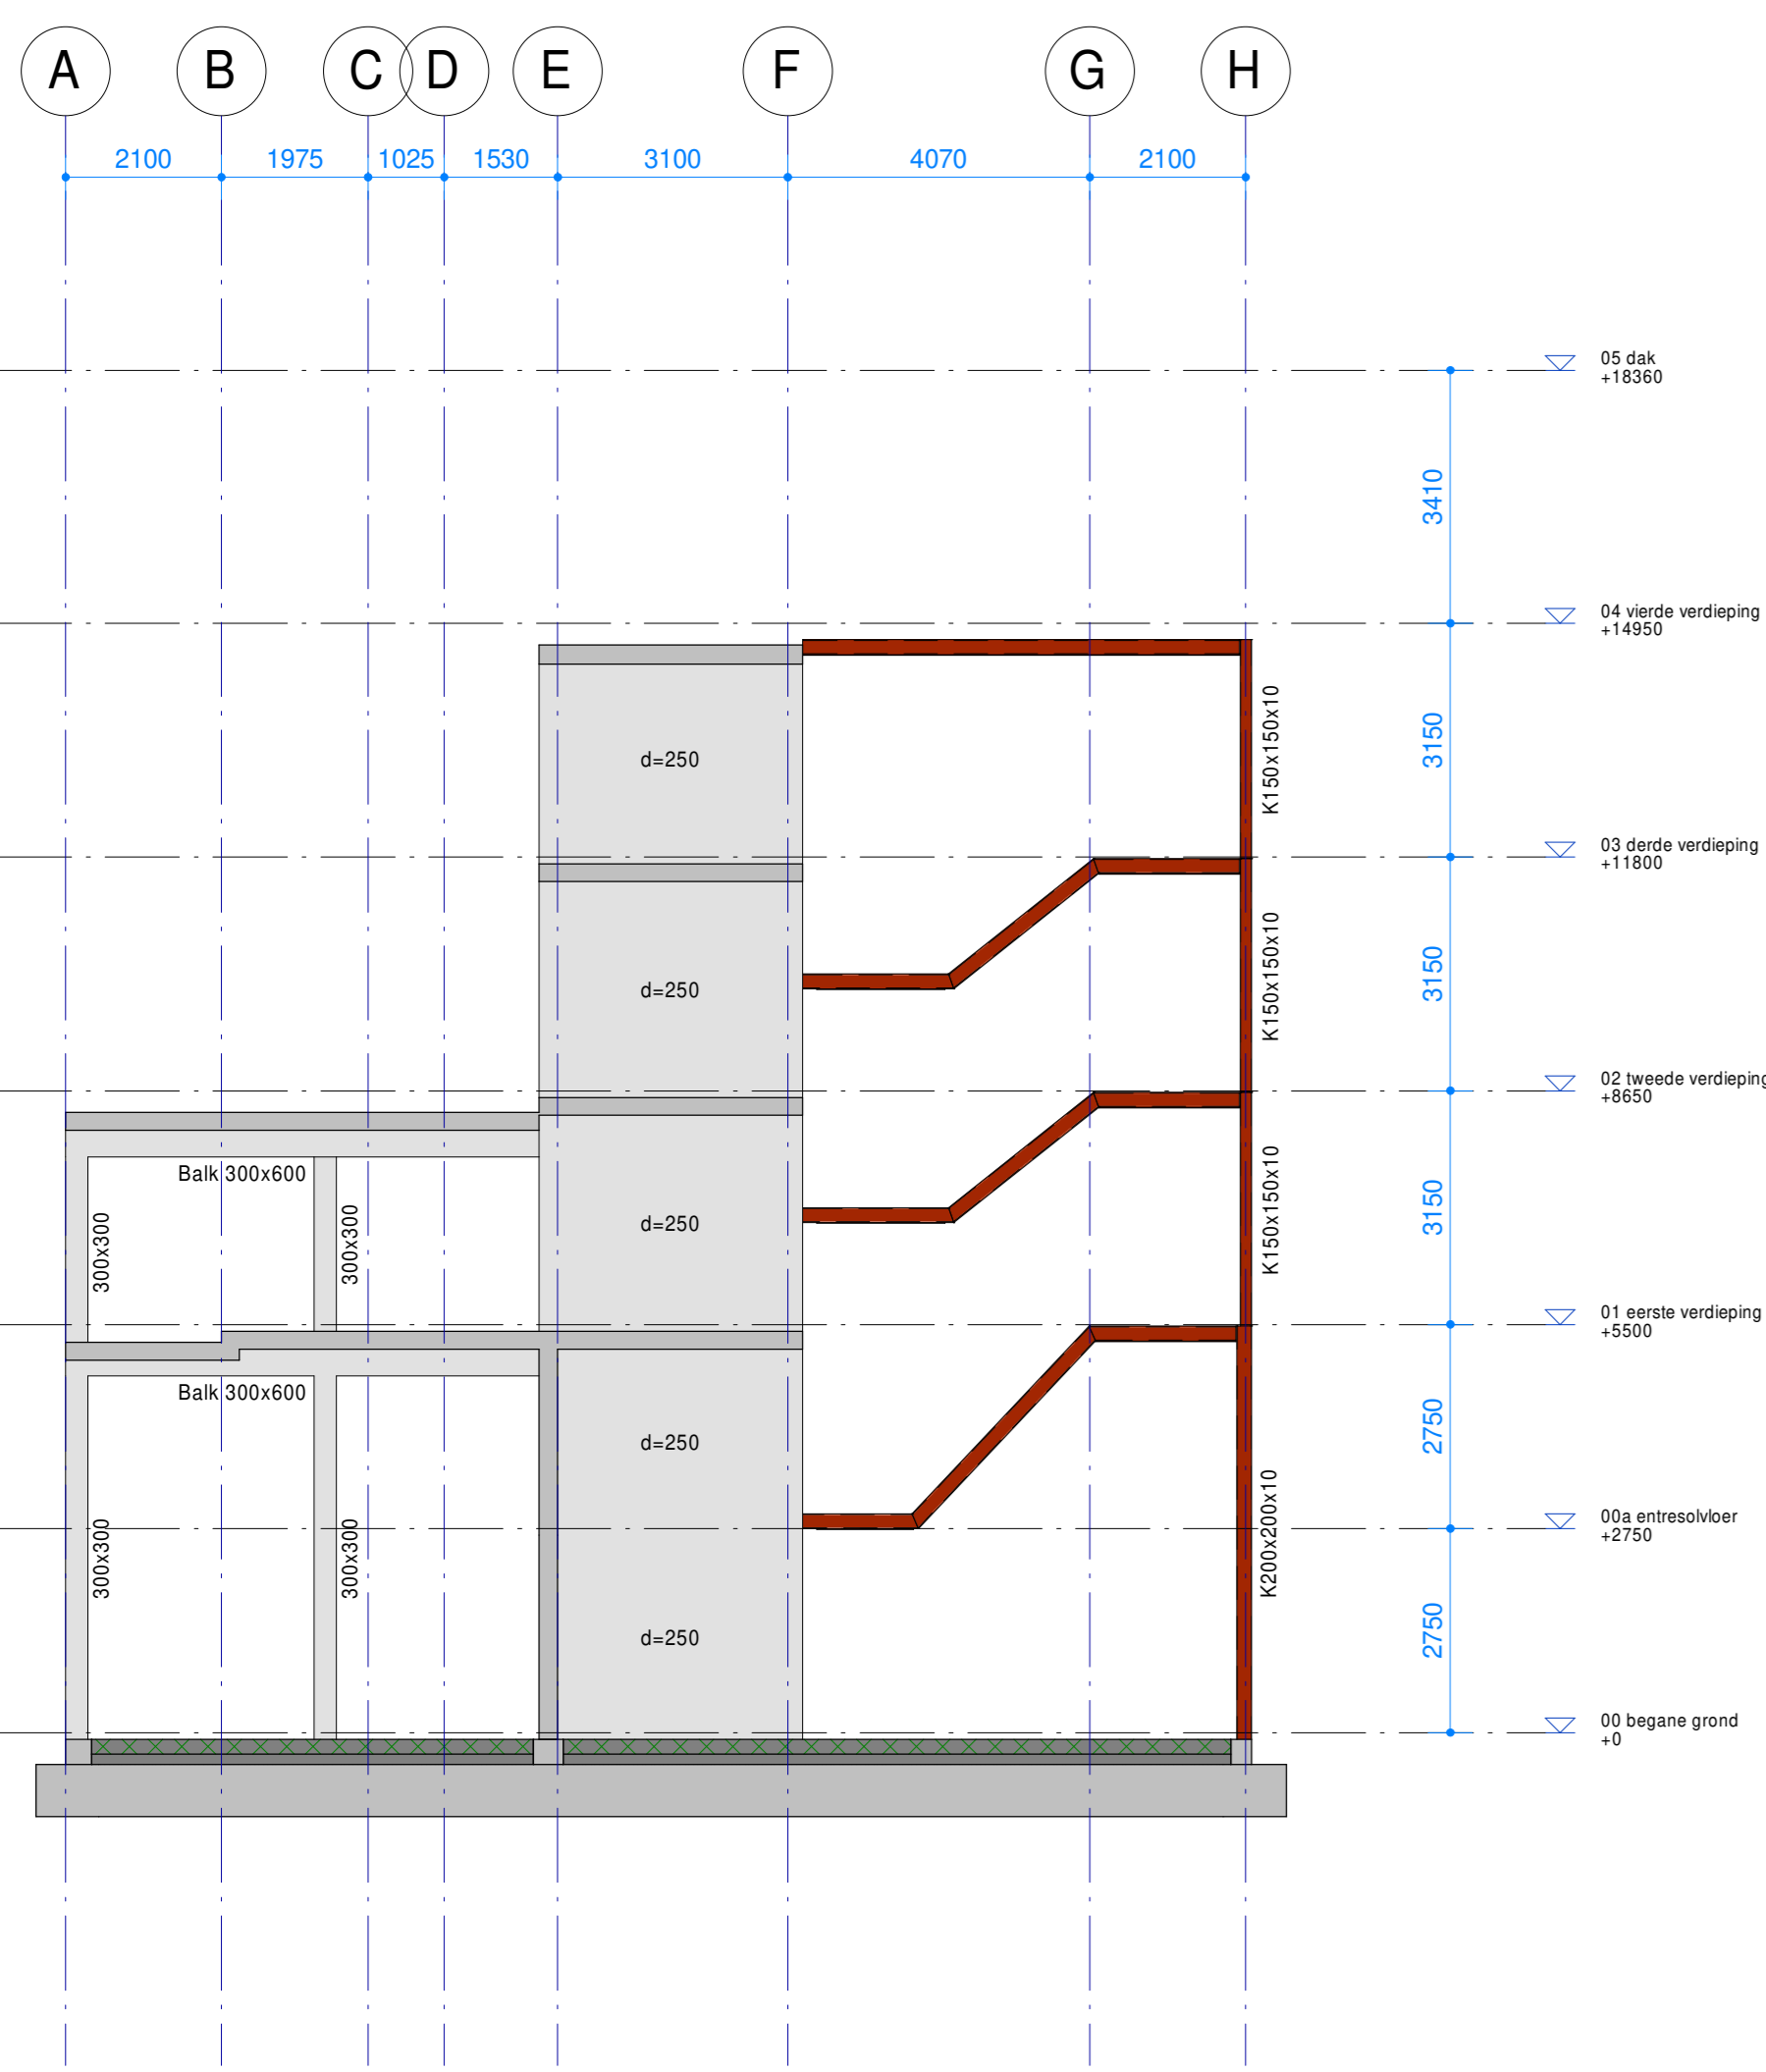 A B C D E F G H
2100 1975 1025 1530 3100 4070 2100
05 dak
+18360
3410
04 vierde verdieping
+14950
K150x150x10
3150
d=250
03 derde verdieping
+11800
K150x150x10
3150
d=250
02 tweede verdieping
+8650
Balk 300x600
300x300
300x300
d=250
K150x150x10
3150
01 eerste verdieping
+5500
Balk 300x600
d=250
2750
00a entresolvloer
+2750
300x300
300x300
K200x200x10
d=250
2750
00 begane grond
+0